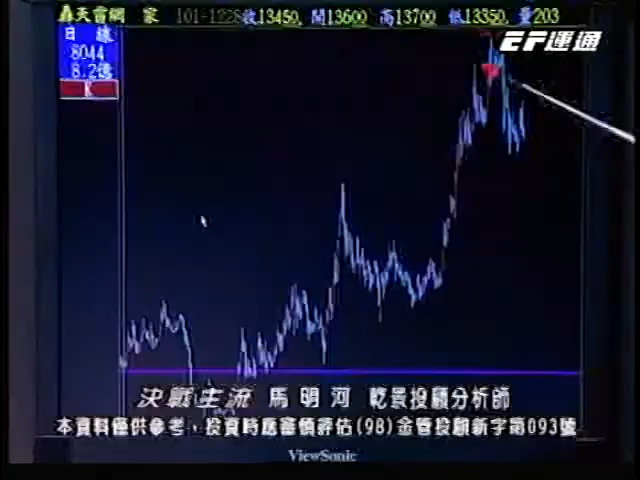 轟天雷網 家 101-1228收13450, 開13600 高13700 低13350, 量203
日 線
8044
8.2億
K
EF運通
決戰主流 馬明河 乾景投顧分析師
本資料僅供參考，投資時應審慎評估(98)金管投顧新字第093號
ViewSonic